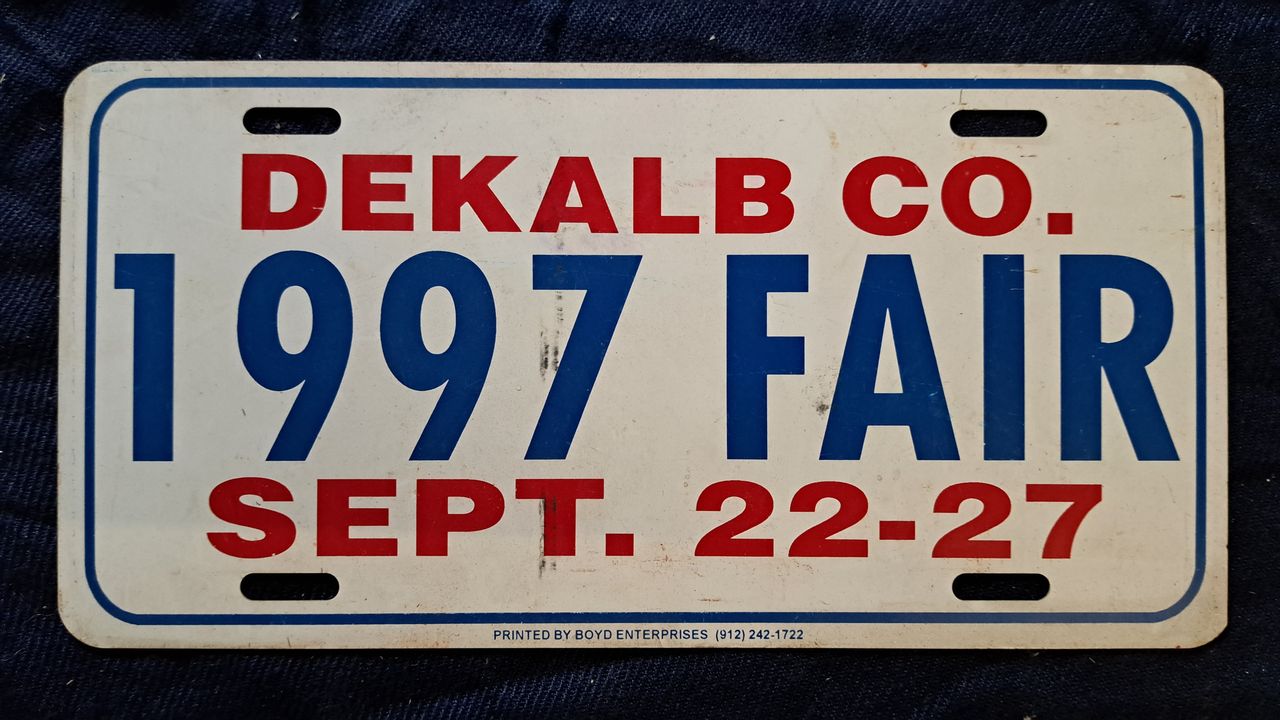 DEKALB CO.
1997 FAIR
SEPT. 22-27
PRINTED BY BOYD ENTERPRISES (912) 242-1722